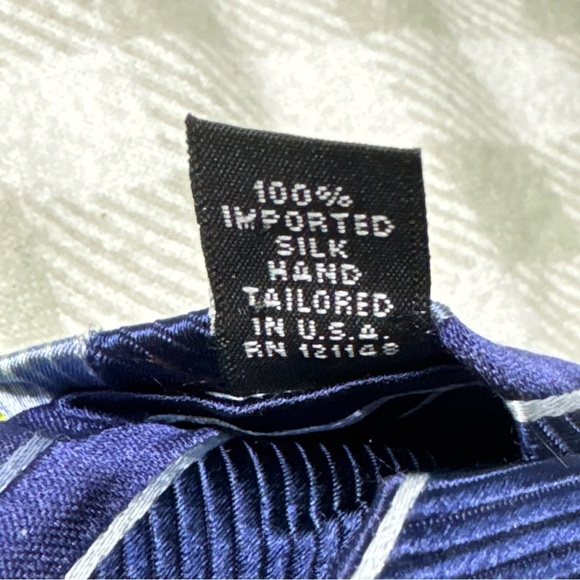 100%
IMPORTED
SILK
HAND
TAILORED
IN U.S.A.
RN 121148